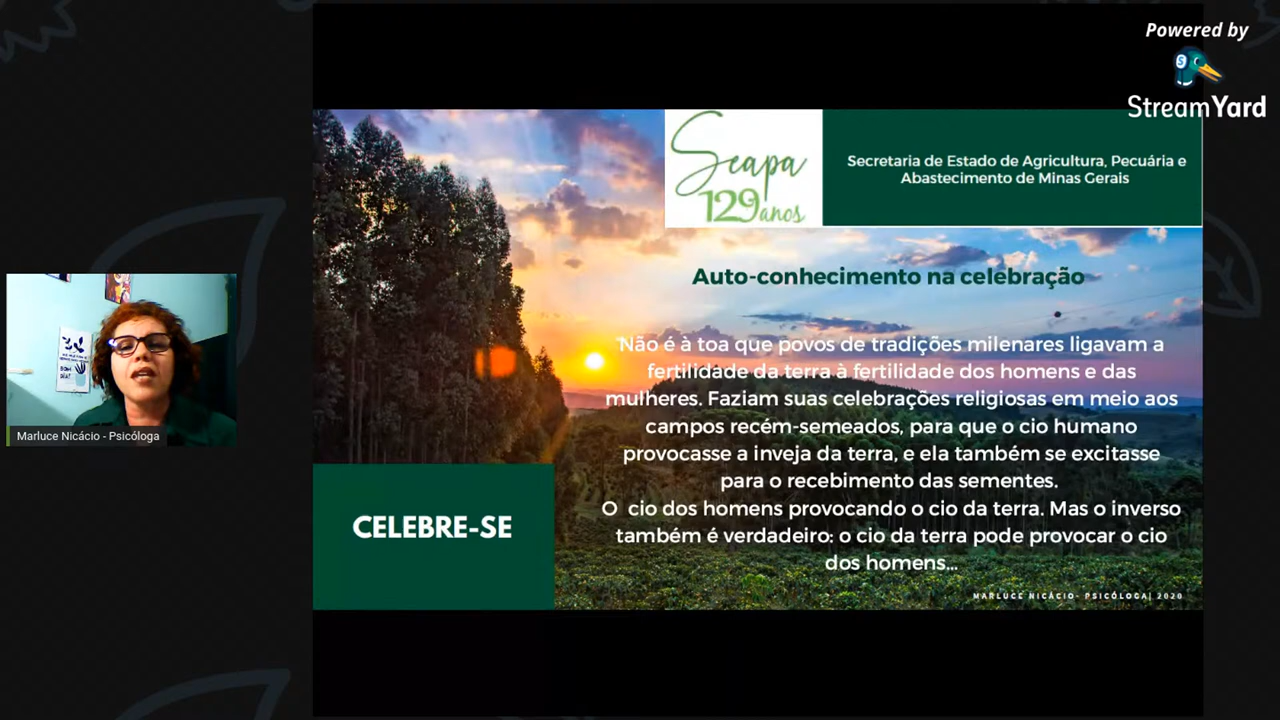 Powered by
StreamYard
Scapa
129anos
Secretaria de Estado de Agricultura, Pecuária e
Abastecimento de Minas Gerais
Auto-conhecimento na celebração
Não é à toa que povos de tradições milenares ligavam a
fertilidade da terra à fertilidade dos homens e das
mulheres. Faziam suas celebrações religiosas em meio aos
campos recém-semeados, para que o cio humano
provocasse a inveja da terra, e ela também se excitasse
para o recebimento das sementes.
O cio dos homens provocando o cio da terra. Mas o inverso
também é verdadeiro: o cio da terra pode provocar o cio
dos homens...
CELEBRE-SE
MARLUCE NICÁCIO- PSICÓLOGA| 2020
BOM
DIA!
Marluce Nicácio - Psicóloga